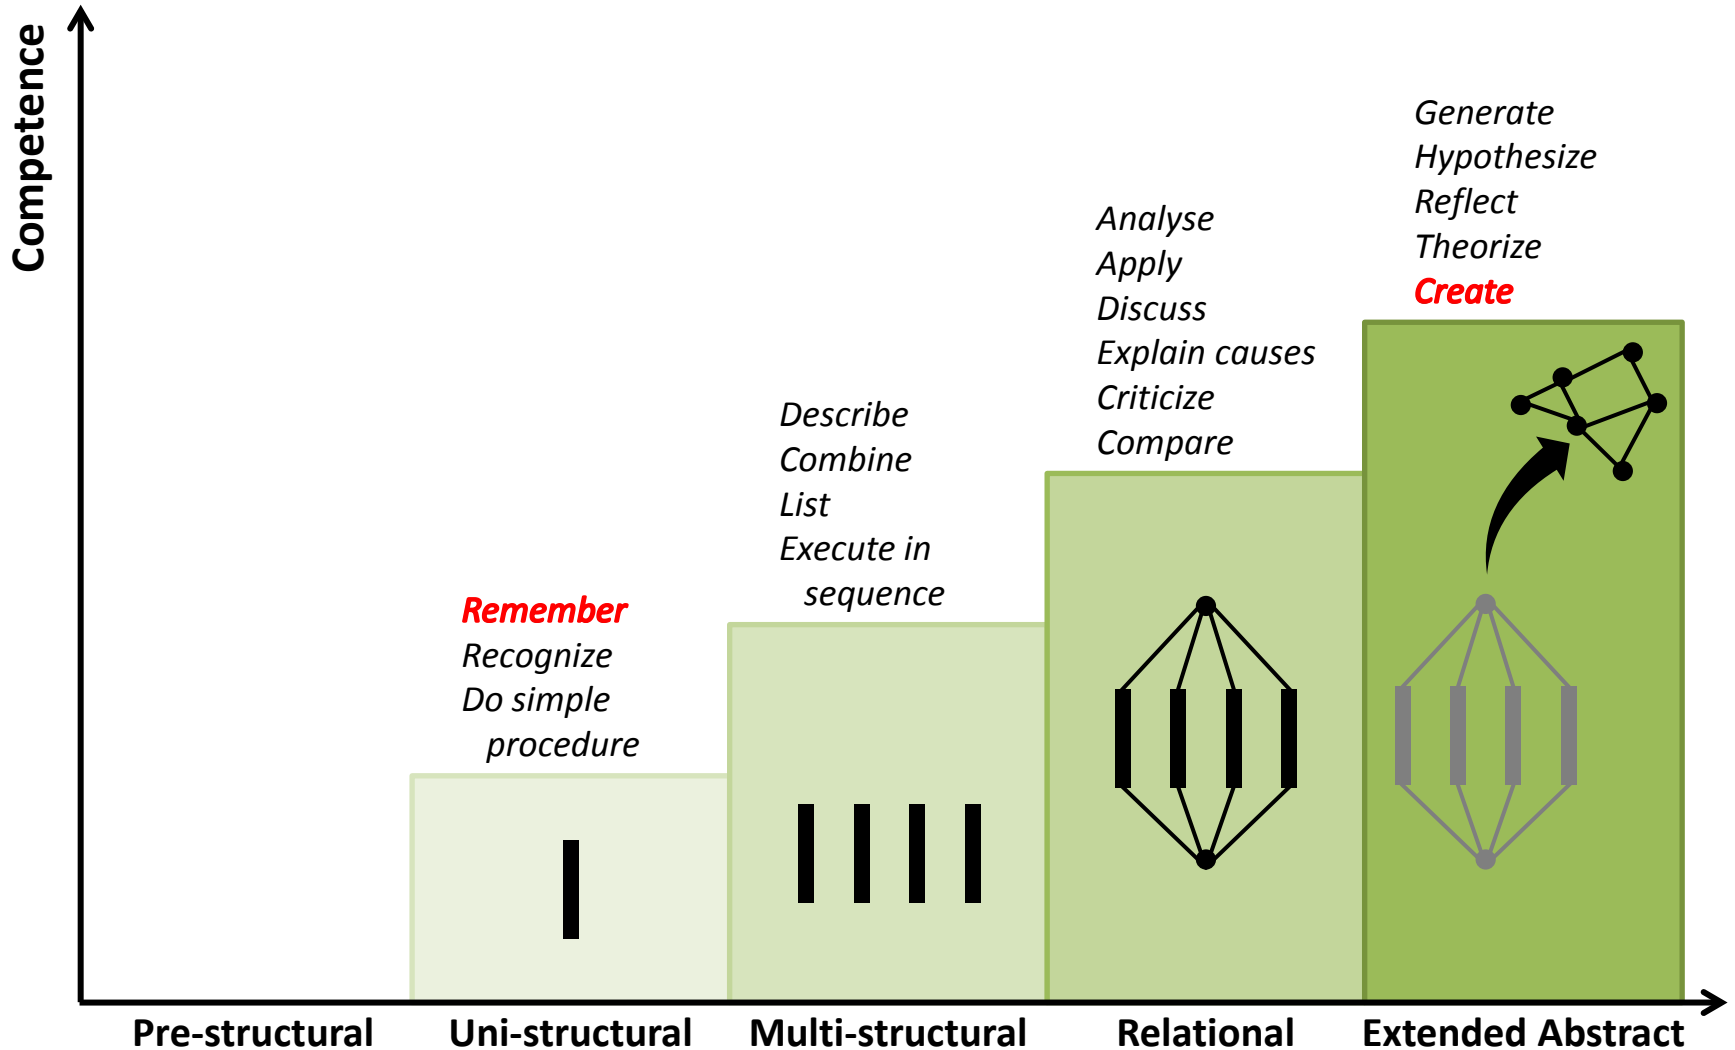 Competence
Generate
Hypothesize
Reflect
Theorize
Create
Analyse
Apply
Discuss
Explain causes
Criticize
Compare
Describe
Combine
List
Execute in
sequence
Remember
Recognize
Do simple
procedure
Pre-structural
Uni-structural
Multi-structural
Relational
Extended Abstract